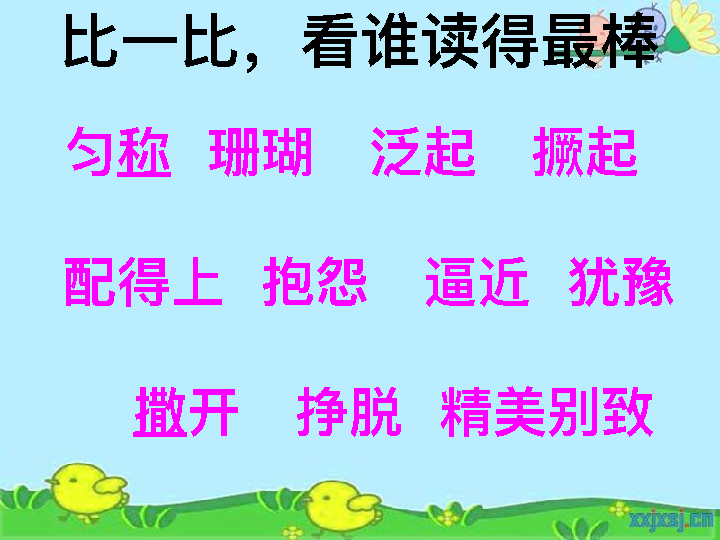 比一比，看谁读得最棒
匀称 珊瑚 泛起 撅起
配得上 抱怨 逼近 犹豫
撒开 挣脱 精美别致
xxjxsj.cn